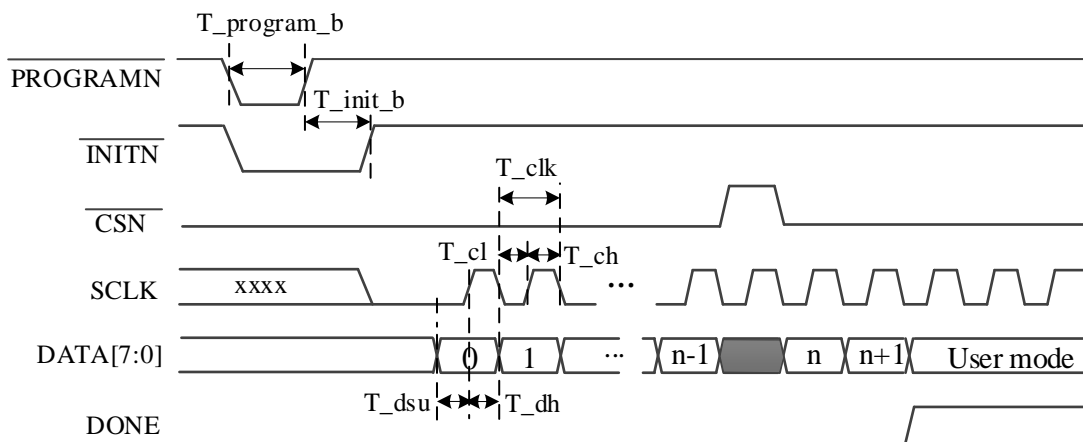 T_program_b
PROGRAMN
T_init_b
INITN
T_clk
CSN
T_cl
T_ch
SCLK
xxxx
...
DATA[7:0]
0
1
...
n-1
n
n+1
User mode
T_dsu
T_dh
DONE